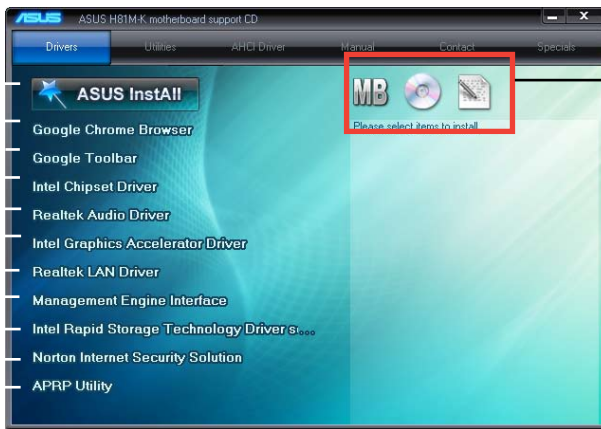 ASUS ASUS H81M-K motherboard support CD
Drivers Utilities AHCI Driver Manual Contact Specials
ASUS InstAll
MB
Please select items to install
Google Chrome Browser
Google Toolbar
Intel Chipset Driver
Realtek Audio Driver
Intel Graphics Accelerator Driver
Realtek LAN Driver
Management Engine Interface
Intel Rapid Storage Technology Driver s...
Norton Internet Security Solution
APRP Utility